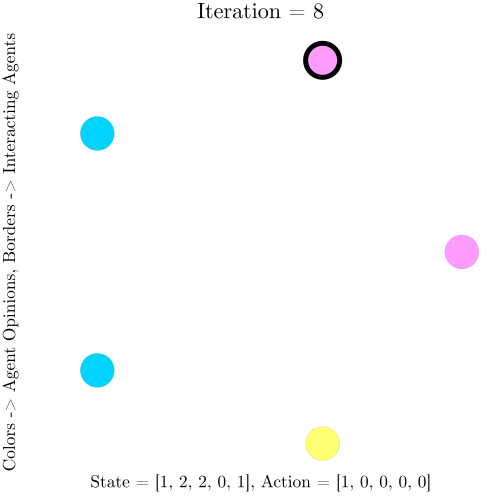 Iteration = 8
Colors -> Agent Opinions, Borders -> Interacting Agents
State = [1, 2, 2, 0, 1], Action = [1, 0, 0, 0, 0]